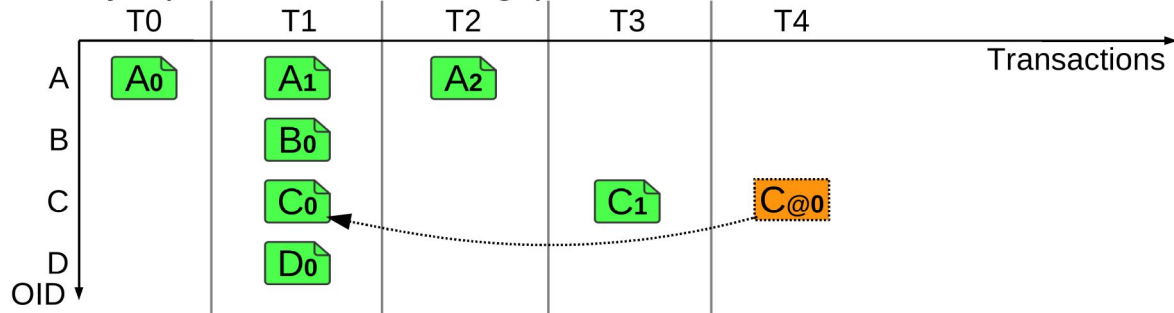 T0 T1 T2 T3 T4
Transactions
A A0 A1 A2
B B0
C C0 C1 C@0
D D0
OID